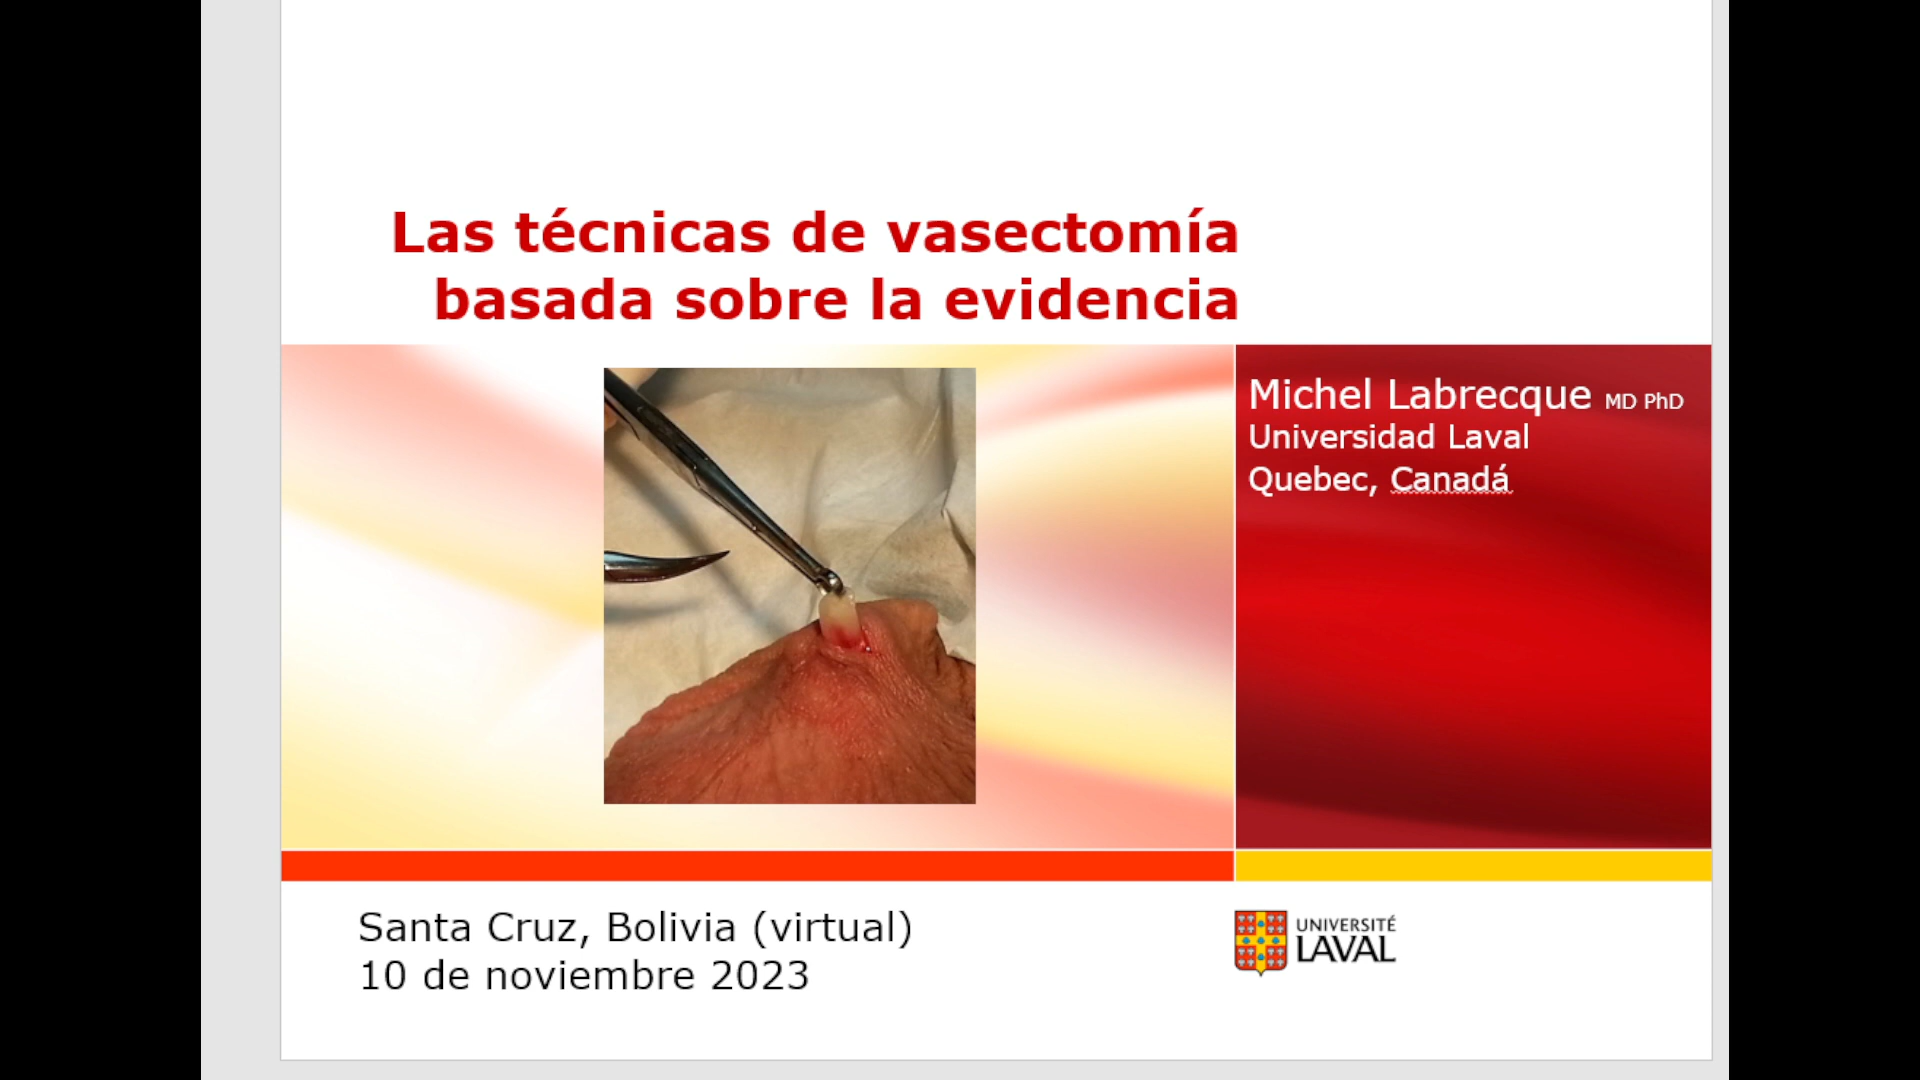 Las técnicas de vasectomía
basada sobre la evidencia
Michel Labrecque MD PhD
Universidad Laval
Quebec, Canadá
Santa Cruz, Bolivia (virtual)
10 de noviembre 2023
UNIVERSITÉ
LAVAL